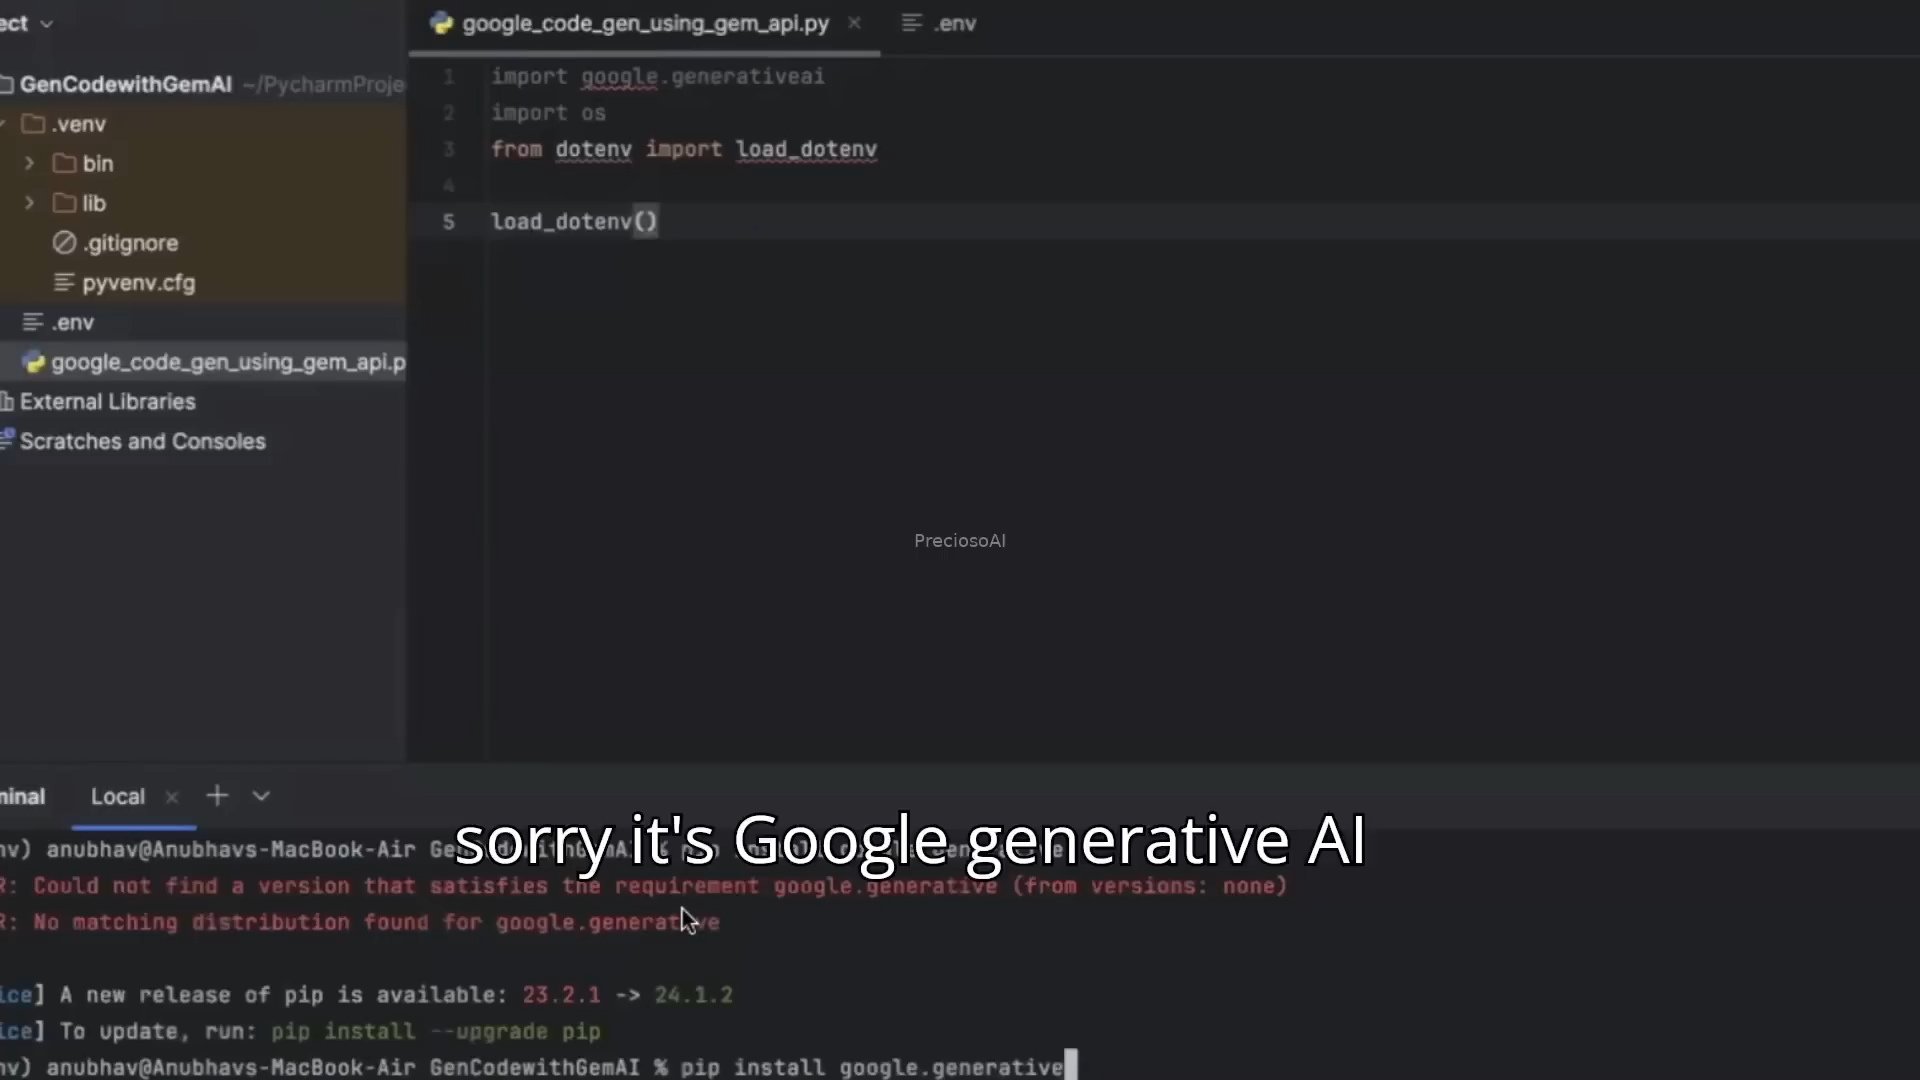 ect
google_code_gen_using_gem_api.py
.env
GenCodewithGemAI ~/PycharmProje
.venv
bin
lib
.gitignore
pyvenv.cfg
.env
google_code_gen_using_gem_api.p
External Libraries
Scratches and Consoles
1 import google.generativeai
2 import os
3 from dotenv import load_dotenv
4
5 load_dotenv()
PreciosoAI
minal Local
sorry it's Google generative AI
nv) anubhav@Anubhavs-MacBook-Air
R: Could not find a version that satisfies the requirement google.generative (from versions: none)
R: No matching distribution found for google.generative
ice] A new release of pip is available: 23.2.1 -> 24.1.2
ice] To update, run: pip install --upgrade pip
nv) anubhav@Anubhavs-MacBook-Air GenCodewithGemAI % pip install google.generative